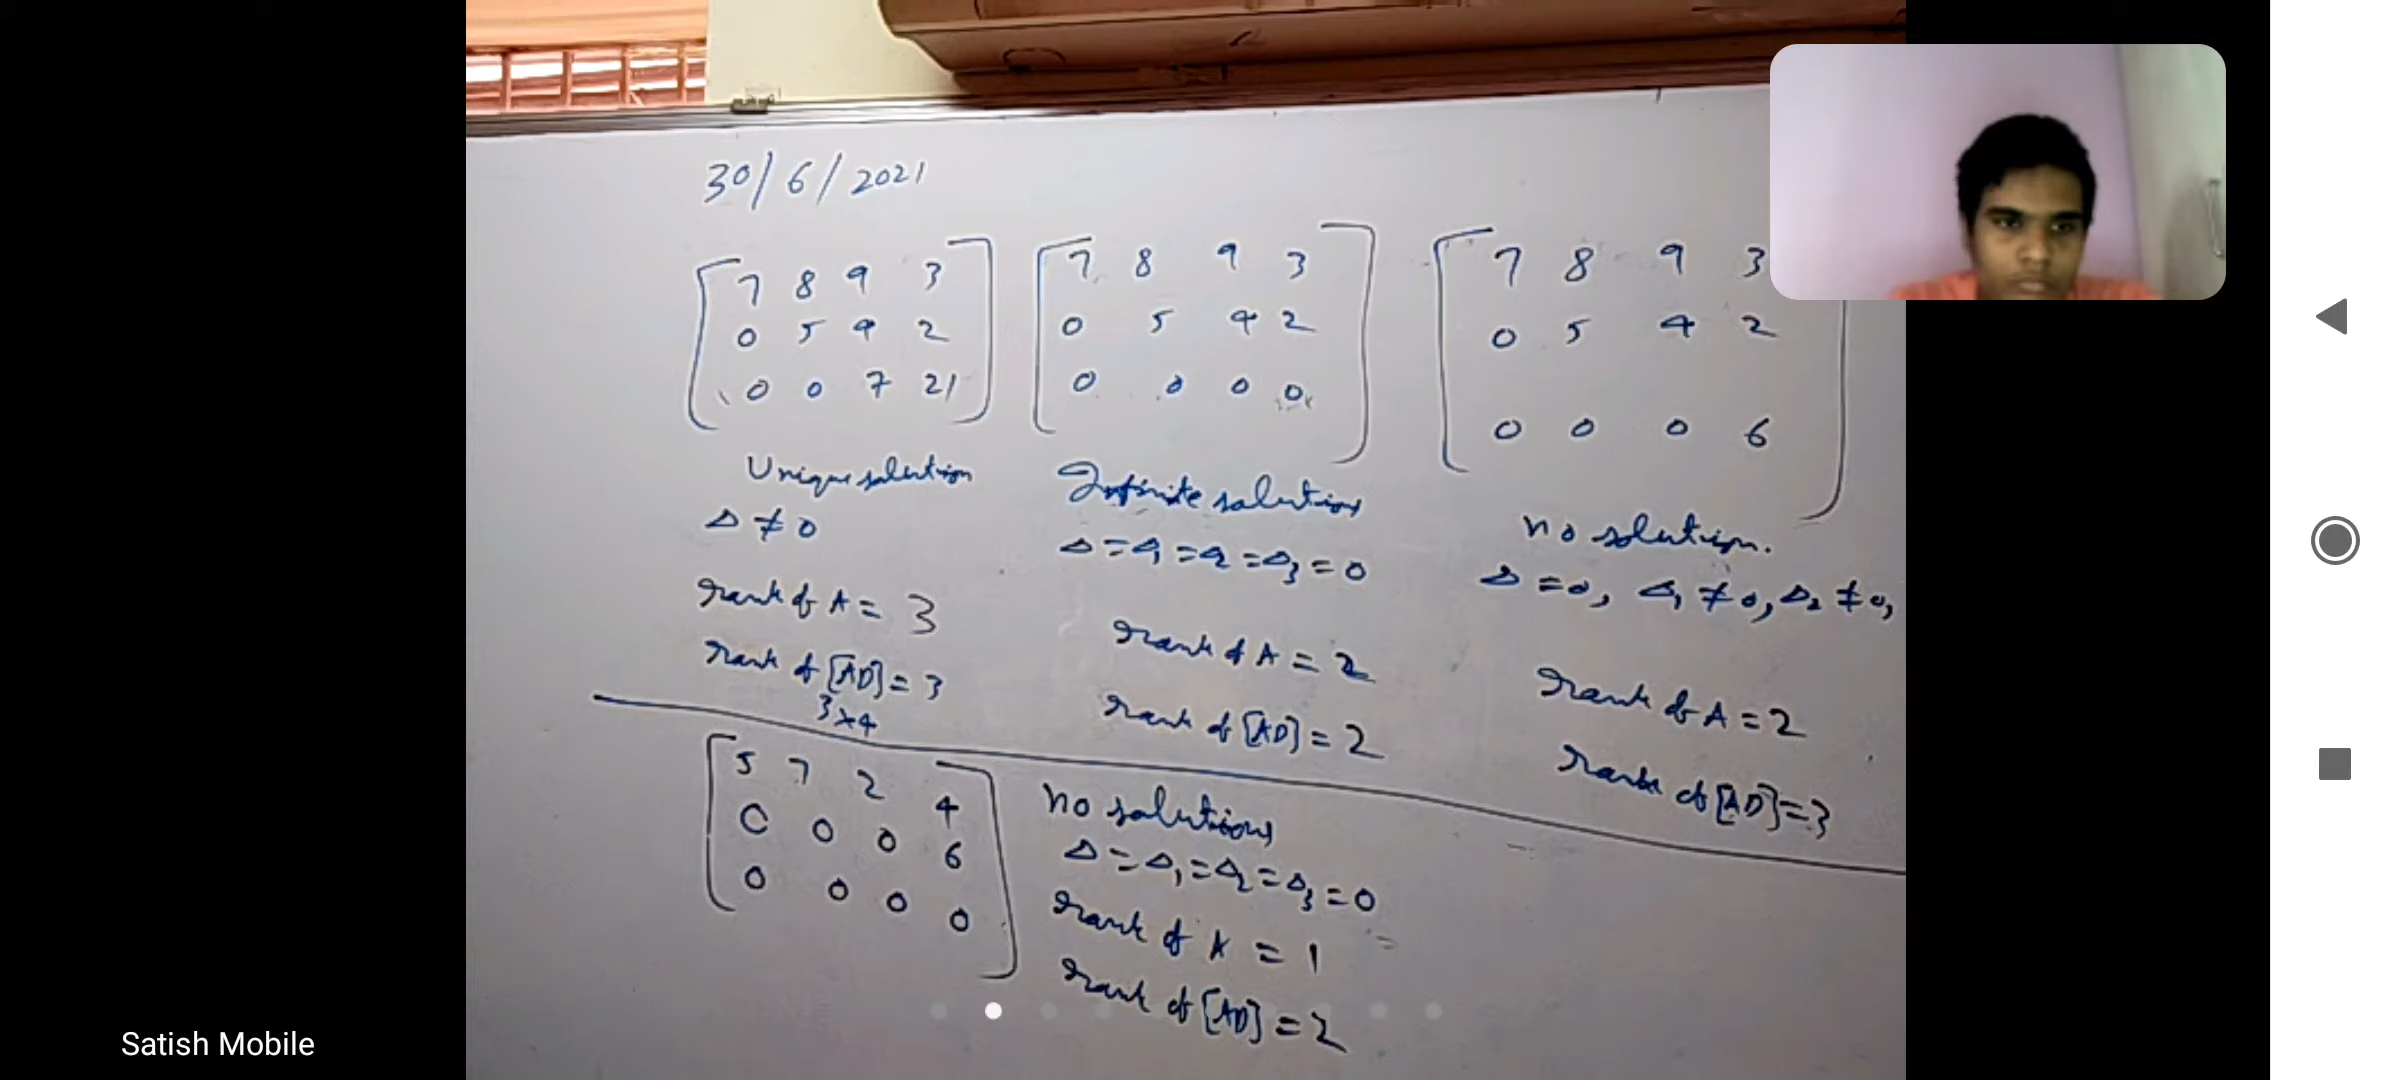 30/6/2021
7 8 9 3
0 5 4 2
0 0 7 21
Unique solution
Δ ≠ 0
rank of A = 3
rank of [AD] = 3
3×4
7 8 9 3
0 5 4 2
0 0 0 0
Infinite solutions
Δ = Δ₁ = Δ₂ = Δ₃ = 0
rank of A = 2
rank of [AD] = 2
7 8 9 3
0 5 4 2
0 0 0 6
no solution.
Δ = 0, Δ₁ ≠ 0, Δ₂ ≠ 0,
rank of A = 2
rank of [AD] = 3
5 7 2 4
0 0 0 6
0 0 0 0
no solutions
Δ = Δ₁ = Δ₂ = Δ₃ = 0
rank of A = 1
rank of [AD] = 2
Satish Mobile